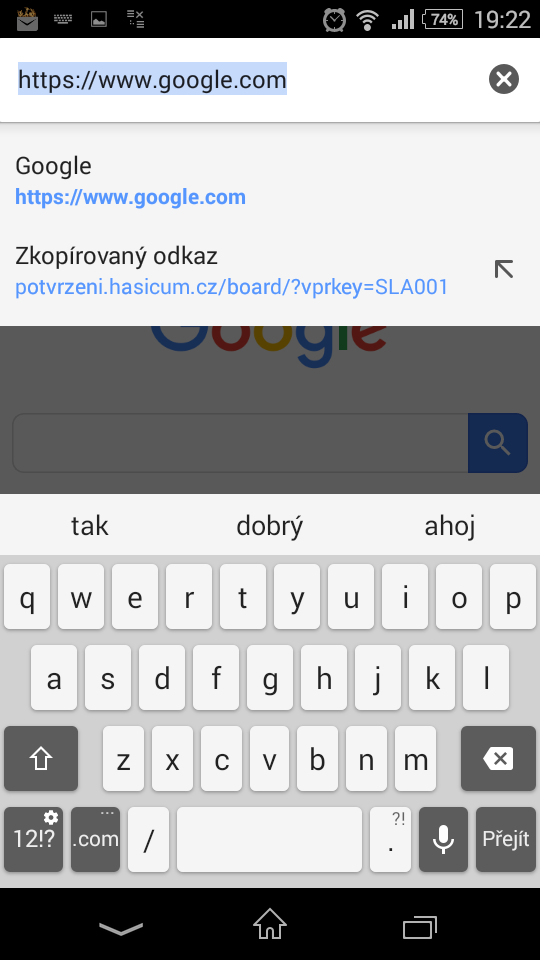 74% 19:22
https://www.google.com
Google
https://www.google.com
Zkopírovaný odkaz
potvrzeni.hasicum.cz/board/?vprkey=SLA001
Google
tak dobrý ahoj
q w e r t y u i o p
a s d f g h j k l
z x c v b n m
12!? .com / ?! . Přejít